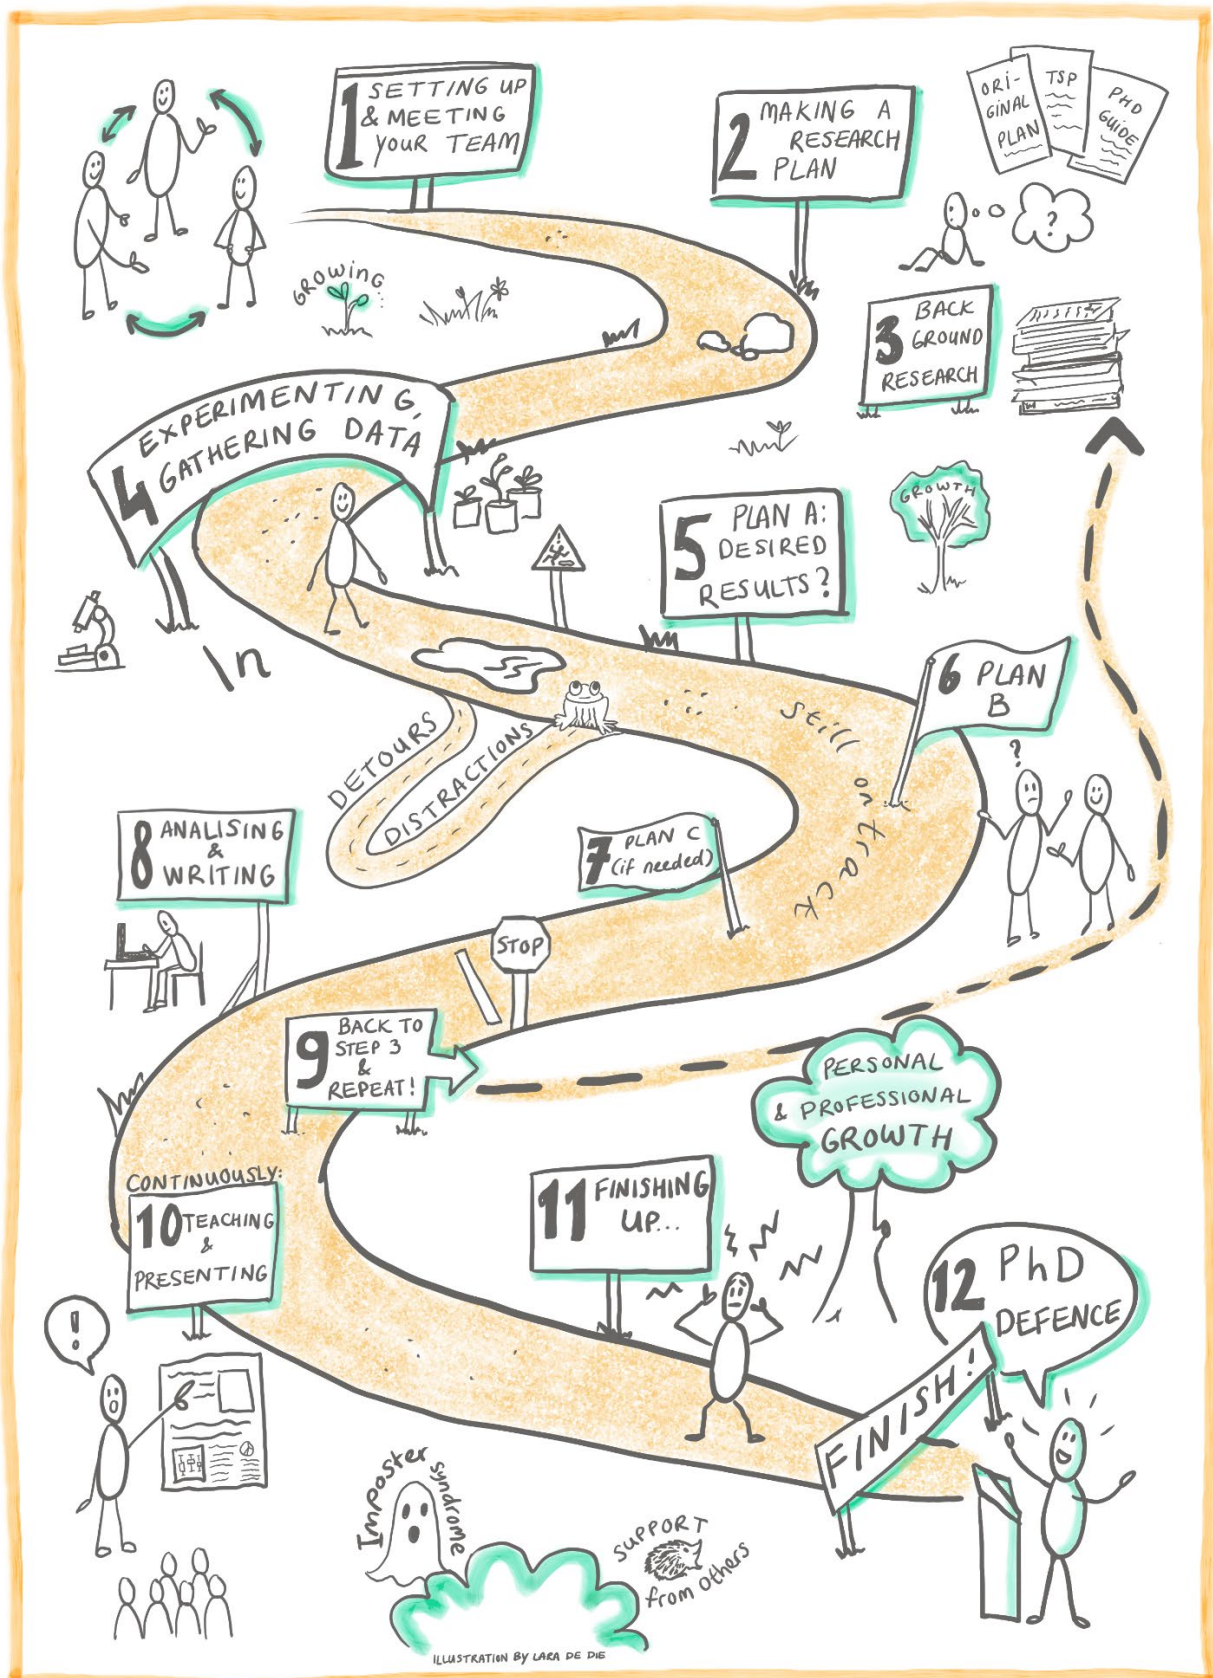 1 SETTING UP
& MEETING
YOUR TEAM
2 MAKING A
RESEARCH
PLAN
ORI-
GINAL
PLAN
TSP
PHD
GUIDE
?
GROWING...
3 BACK
GROUND
RESEARCH
4 EXPERIMENTING,
GATHERING DATA
GROWTH
5 PLAN A:
DESIRED
RESULTS?
6 PLAN
B
still on track
?
DETOURS
DISTRACTIONS
7 PLAN C
(if needed)
8 ANALISING
&
WRITING
STOP
9 BACK TO
STEP 3
&
REPEAT!
PERSONAL
& PROFESSIONAL
GROWTH
CONTINUOUSLY:
10 TEACHING
&
PRESENTING
11 FINISHING
UP...
12 PhD
DEFENCE
!
FINISH!
Imposter
syndrome
SUPPORT
from others
ILLUSTRATION BY LARA DE DIE